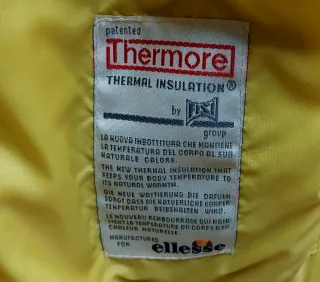 patented
Thermore
THERMAL INSULATION®
by
group
LA NUOVA IMBOTTITURA CHE MANTIENE
LA TEMPERATURA DEL CORPO AL SUO
NATURALE CALORE.
THE NEW THERMAL INSULATION THAT
KEEPS YOUR BODY TEMPERATURE TO
ITS NATURAL WARMTH.
DIE NEUE WATTIERUNG DIE DAFUER
SORGT DASS DIE NATUERLICHE KÖRPER
TEMPERATUR BEIBEHALTEN WIRD.
LE NOUVEAU REMBOURRAGE QUI MAIN
TIENT LA TEMPERATURE DU CORPS A SA
CHALEUR NATURELLE.
MANUFACTURED
FOR ellesse